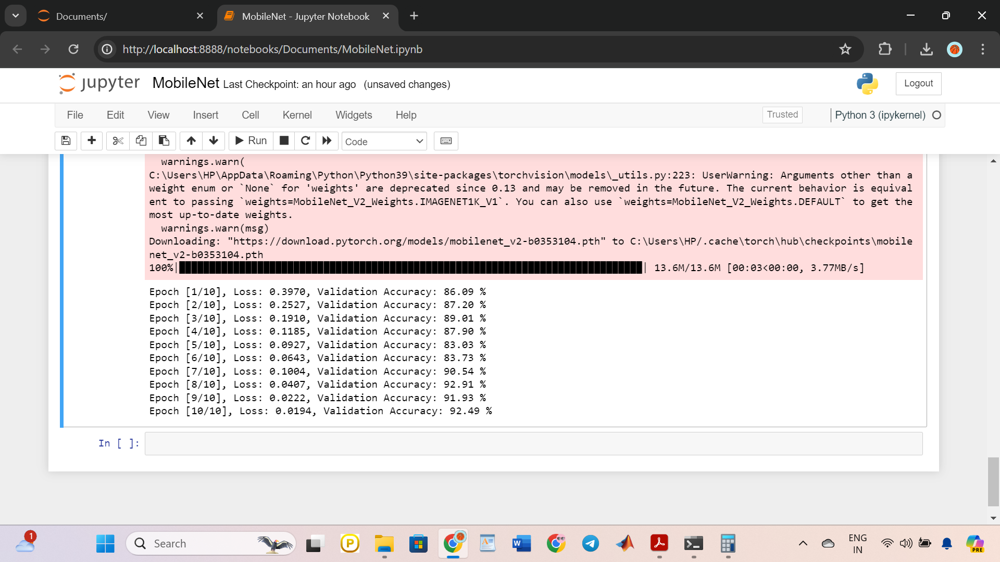 Documents/
MobileNet - Jupyter Notebook
http://localhost:8888/notebooks/Documents/MobileNet.ipynb
jupyter MobileNet Last Checkpoint: an hour ago (unsaved changes)
Logout
File Edit View Insert Cell Kernel Widgets Help
Trusted
Python 3 (ipykernel)
Run
Code
warnings.warn(
C:\Users\HP\AppData\Roaming\Python\Python39\site-packages\torchvision\models\_utils.py:223: UserWarning: Arguments other than a
weight enum or `None` for 'weights' are deprecated since 0.13 and may be removed in the future. The current behavior is equival
ent to passing `weights=MobileNet_V2_Weights.IMAGENET1K_V1`. You can also use `weights=MobileNet_V2_Weights.DEFAULT` to get the
most up-to-date weights.
warnings.warn(msg)
Downloading: "https://download.pytorch.org/models/mobilenet_v2-b0353104.pth" to C:\Users\HP/.cache\torch\hub\checkpoints\mobile
net_v2-b0353104.pth
100%|██████████| 13.6M/13.6M [00:03<00:00, 3.77MB/s]
Epoch [1/10], Loss: 0.3970, Validation Accuracy: 86.09 %
Epoch [2/10], Loss: 0.2527, Validation Accuracy: 87.20 %
Epoch [3/10], Loss: 0.1910, Validation Accuracy: 89.01 %
Epoch [4/10], Loss: 0.1185, Validation Accuracy: 87.90 %
Epoch [5/10], Loss: 0.0927, Validation Accuracy: 83.03 %
Epoch [6/10], Loss: 0.0643, Validation Accuracy: 83.73 %
Epoch [7/10], Loss: 0.1004, Validation Accuracy: 90.54 %
Epoch [8/10], Loss: 0.0407, Validation Accuracy: 92.91 %
Epoch [9/10], Loss: 0.0222, Validation Accuracy: 91.93 %
Epoch [10/10], Loss: 0.0194, Validation Accuracy: 92.49 %
In [ ]:
1
Search
P
W
ENG
IN
PRE